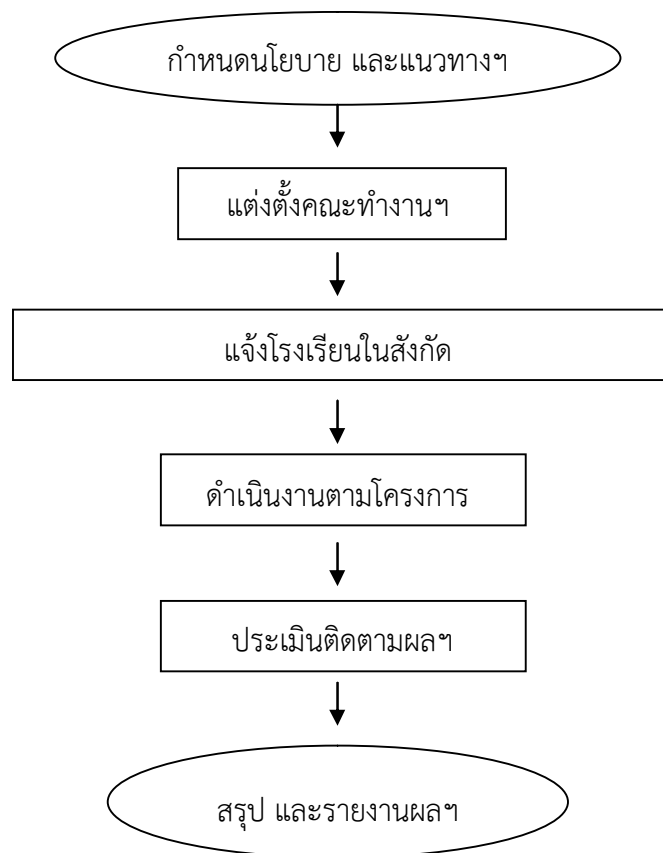 กำหนดนโยบาย และแนวทางฯ
แต่งตั้งคณะทำงานฯ
แจ้งโรงเรียนในสังกัด
ดำเนินงานตามโครงการ
ประเมินติดตามผลฯ
สรุป และรายงานผลฯ